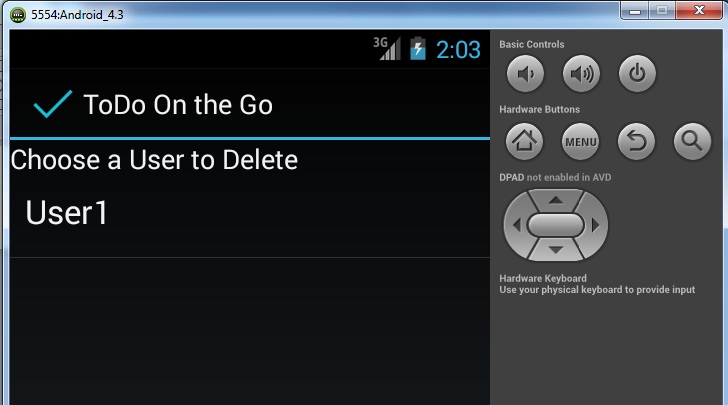 5554:Android_4.3
3G 2:03
ToDo On the Go
Choose a User to Delete
User1
Basic Controls
Hardware Buttons
MENU
DPAD not enabled in AVD
Hardware Keyboard
Use your physical keyboard to provide input